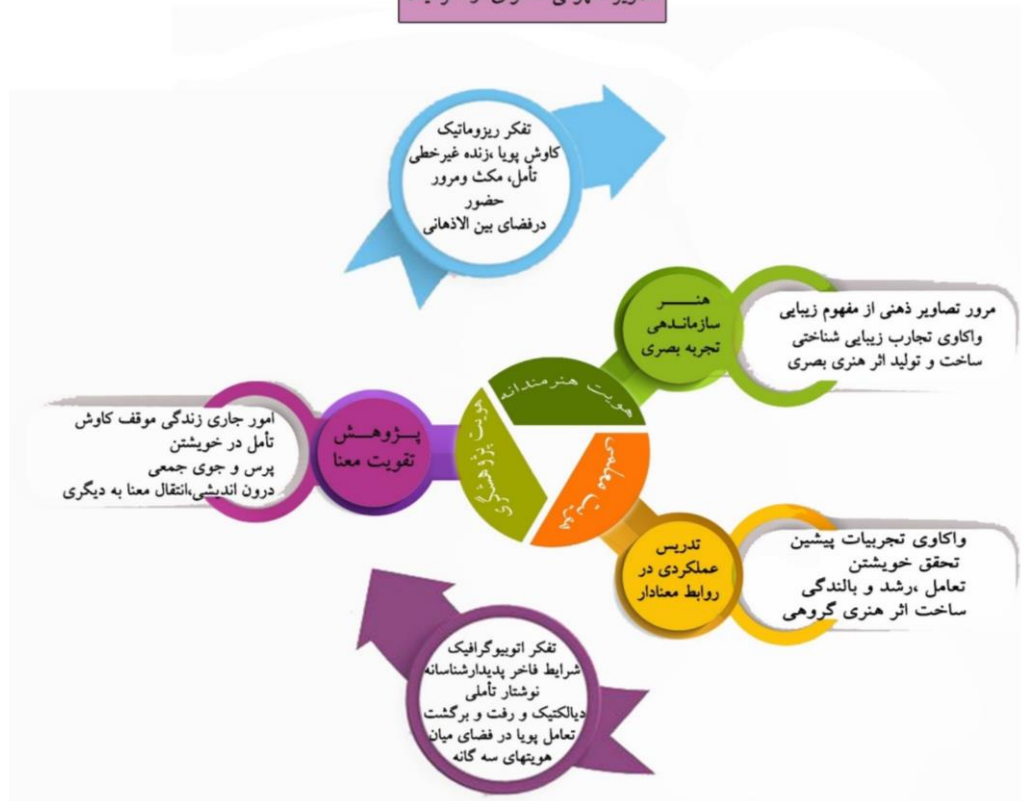 تفکر ریزوماتیک
کاوش پویا ،زنده غیرخطی
تأمل، مکث ومرور
حضور
درفضای بین الاذهانی
هنر
سازماندهی
تجربه بصری
مرور تصاویر ذهنی از مفهوم زیبایی
واکاوی تجارب زیبایی شناختی
ساخت و تولید اثر هنری بصری
هویت هنرمندانه
هویت پژوهشگری
هویت معلمی
پژوهش
تقویت معنا
امور جاری زندگی موقف کاوش
تأمل در خویشتن
پرس و جوی جمعی
درون اندیشی،انتقال معنا به دیگری
تدریس
عملکردی در
روابط معنادار
واکاوی تجربیات پیشین
تحقق خویشتن
تعامل ،رشد و بالندگی
ساخت اثر هنری گروهی
تفکر اتوبیوگرافیک
شرایط فاخر پدیدارشناسانه
نوشتار تأملی
دیالکتیک و رفت و برگشت
تعامل پویا در فضای میان
هویتهای سه گانه